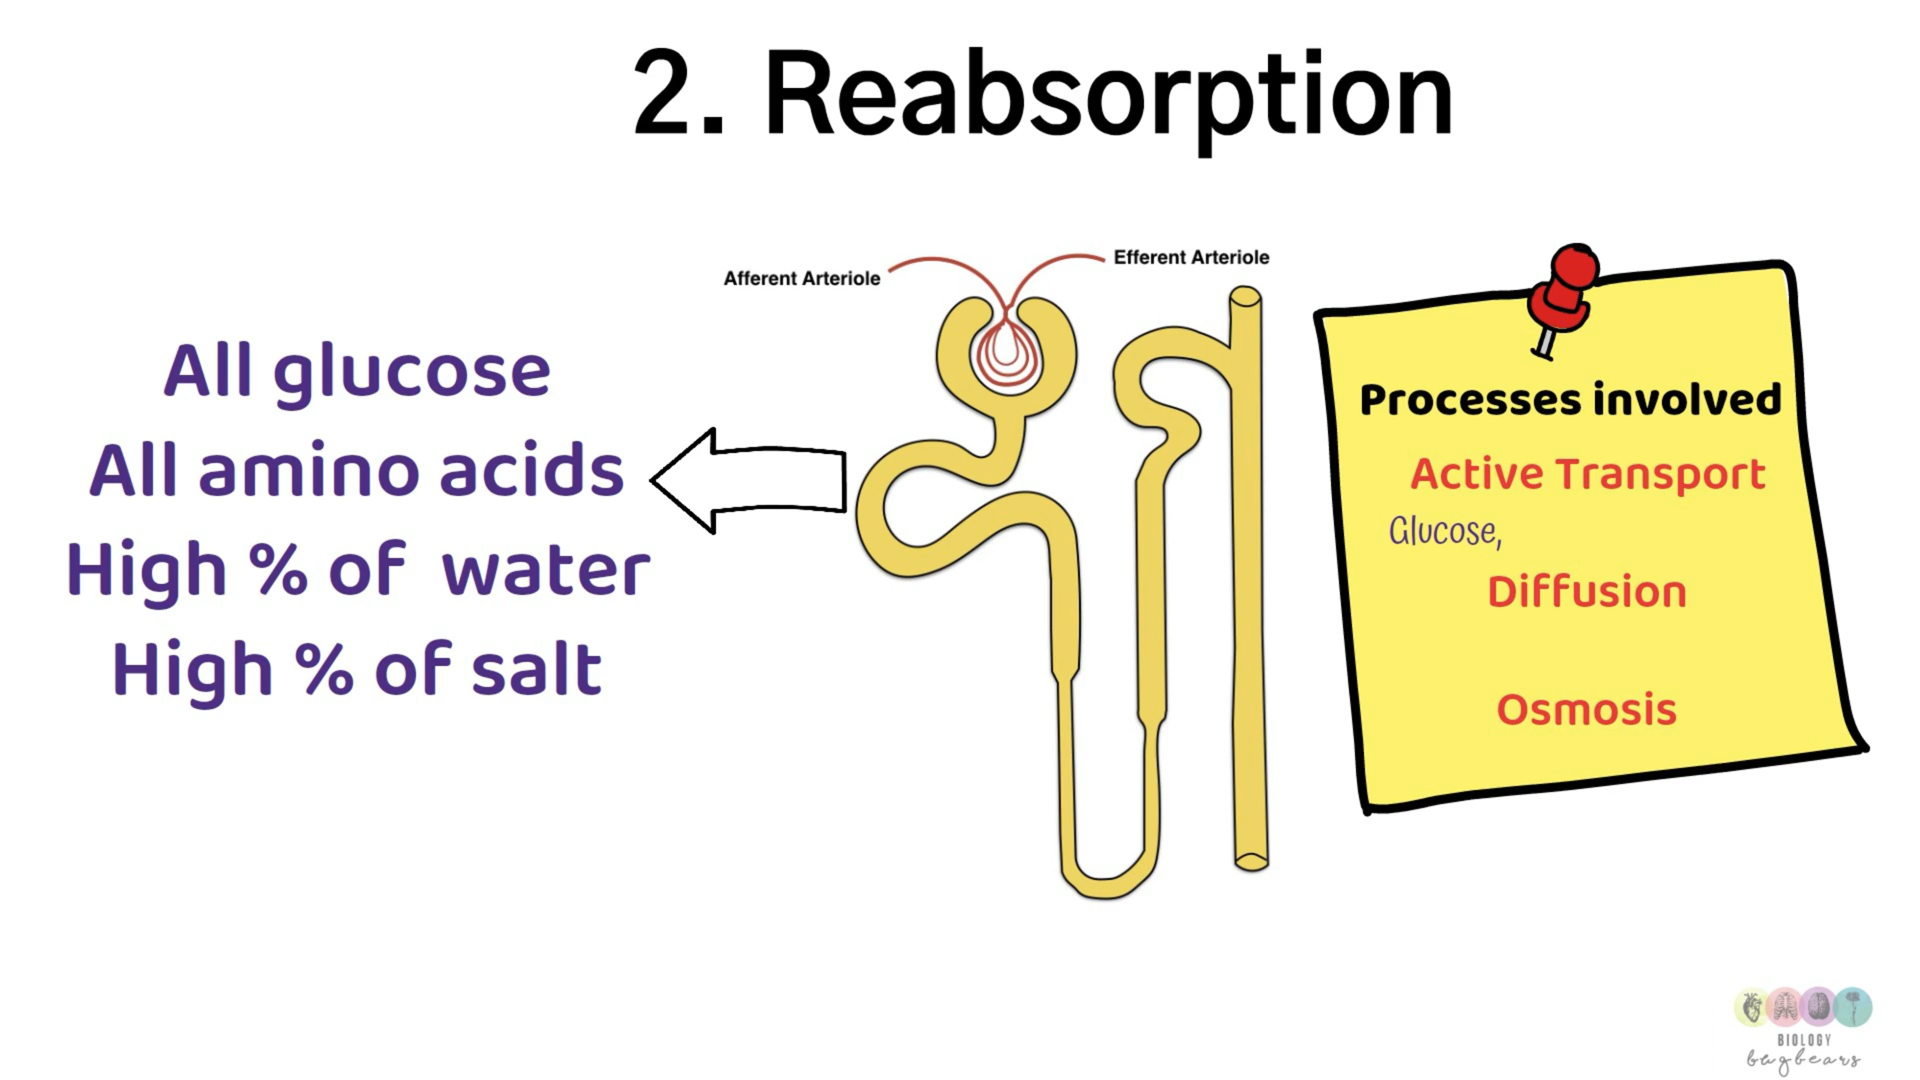 2. Reabsorption
Afferent Arteriole
Efferent Arteriole
All glucose
All amino acids
High % of water
High % of salt
Processes involved
Active Transport
Glucose,
Diffusion
Osmosis
BIOLOGY
bugbears